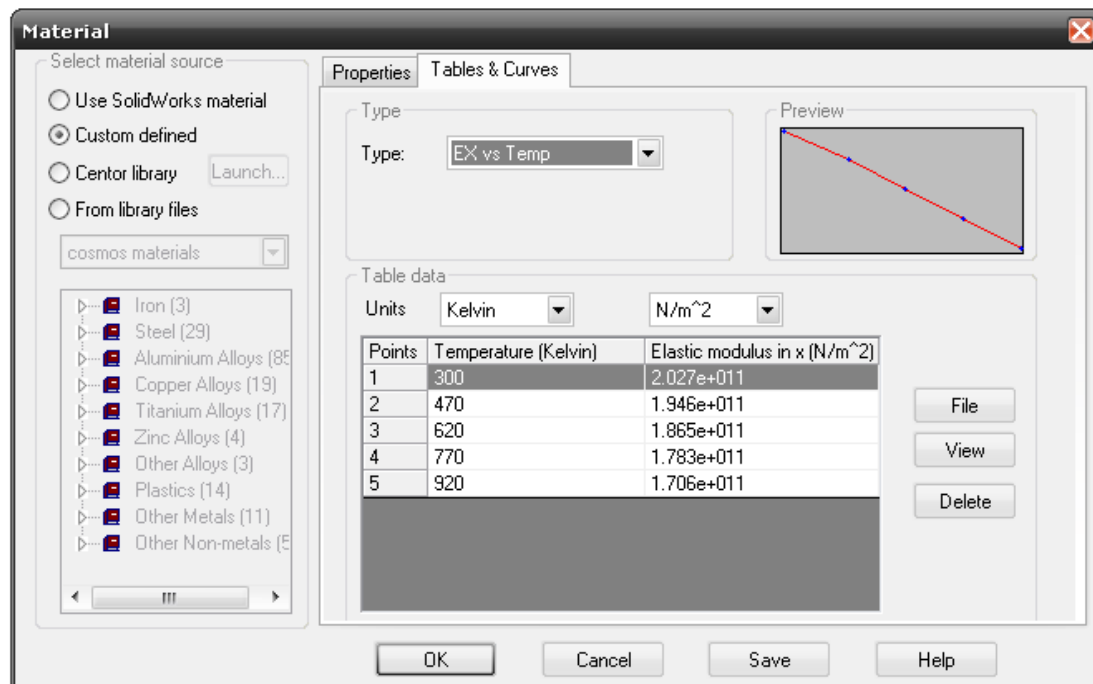 Material
Select material source
Use SolidWorks material
Custom defined
Centor library Launch...
From library files
cosmos materials
Iron (3)
Steel (29)
Aluminium Alloys (85
Copper Alloys (19)
Titanium Alloys (17)
Zinc Alloys (4)
Other Alloys (3)
Plastics (14)
Other Metals (11)
Other Non-metals (5
Properties Tables & Curves
Type
Type: EX vs Temp
Preview
Table data
Units Kelvin N/m^2
Points Temperature (Kelvin) Elastic modulus in x (N/m^2)
1 300 2.027e+011
2 470 1.946e+011
3 620 1.865e+011
4 770 1.783e+011
5 920 1.706e+011
File
View
Delete
OK Cancel Save Help